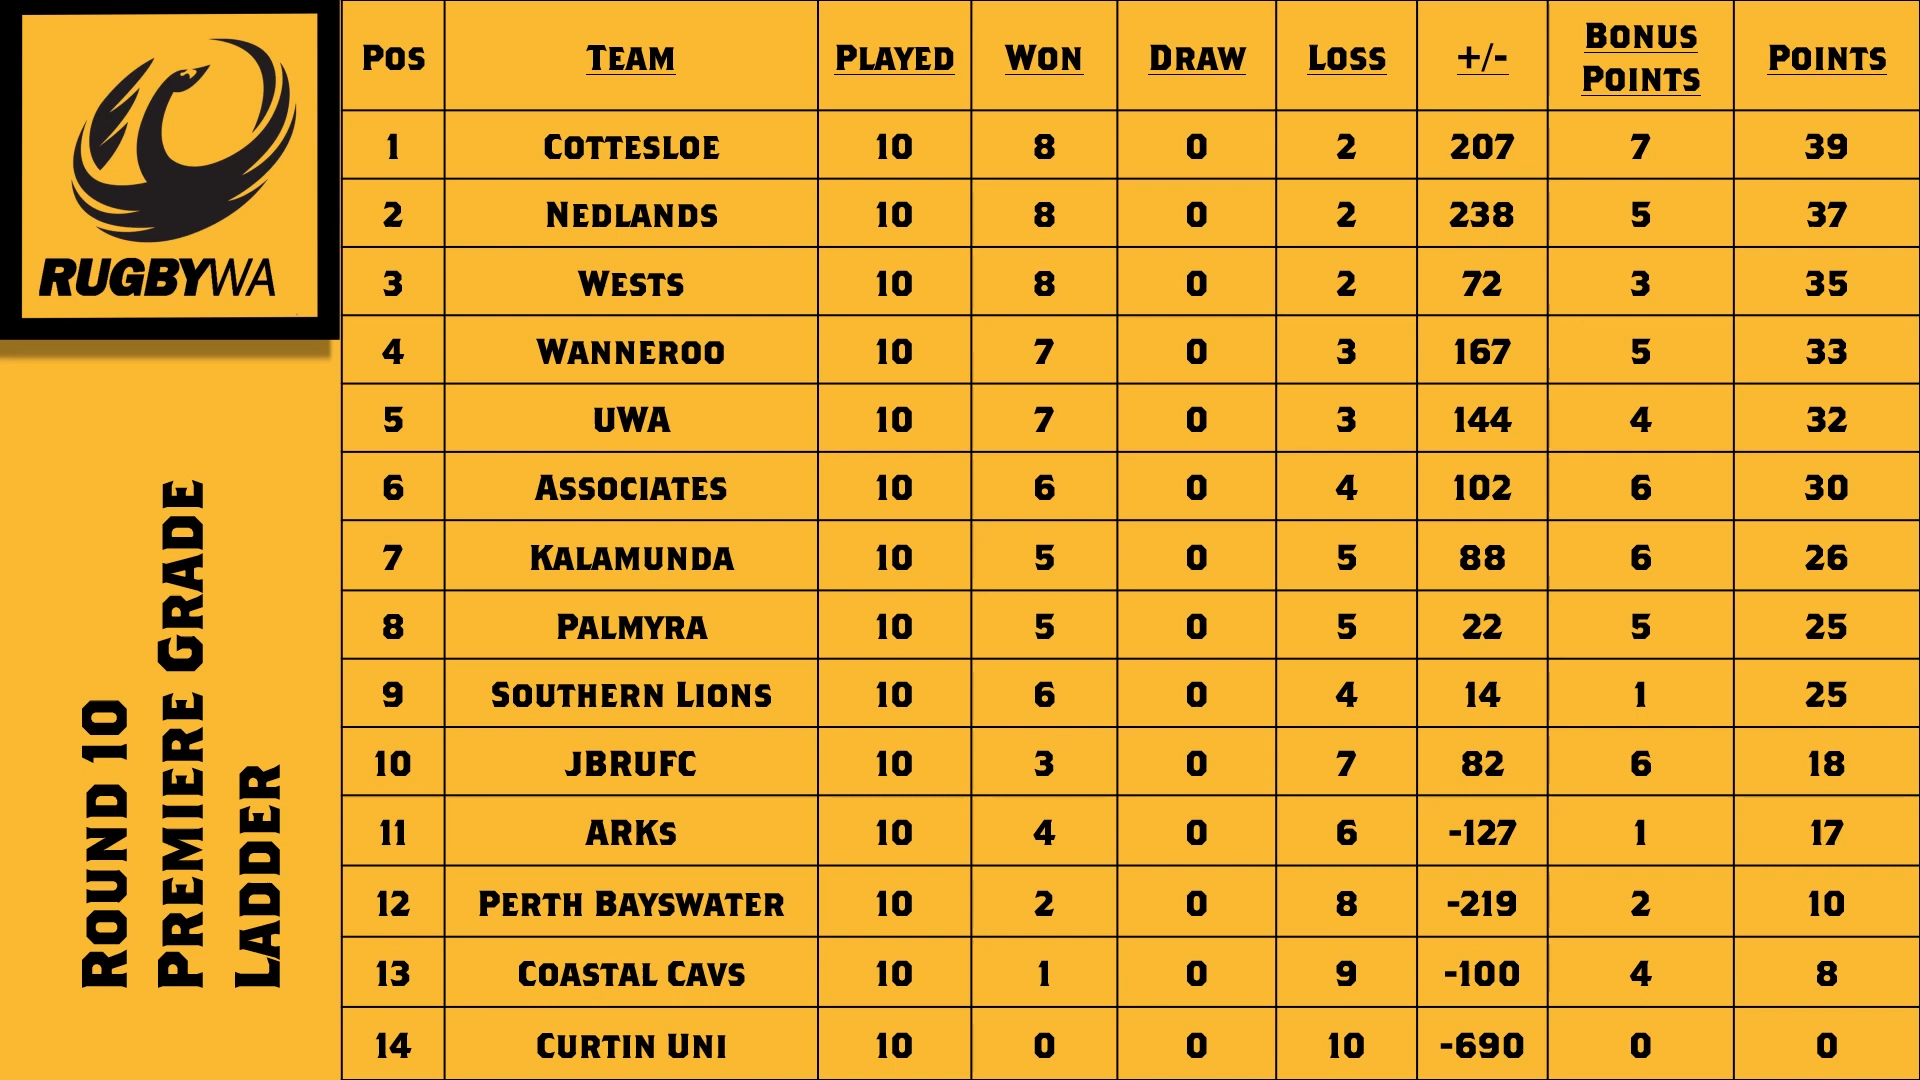 RUGBYWA
ROUND 10
PREMIERE GRADE
LADDER
POS TEAM PLAYED WON DRAW LOSS +/- BONUS POINTS POINTS
1 COTTESLOE 10 8 0 2 207 7 39
2 NEDLANDS 10 8 0 2 238 5 37
3 WESTS 10 8 0 2 72 3 35
4 WANNEROO 10 7 0 3 167 5 33
5 UWA 10 7 0 3 144 4 32
6 ASSOCIATES 10 6 0 4 102 6 30
7 KALAMUNDA 10 5 0 5 88 6 26
8 PALMYRA 10 5 0 5 22 5 25
9 SOUTHERN LIONS 10 6 0 4 14 1 25
10 JBRUFC 10 3 0 7 82 6 18
11 ARKS 10 4 0 6 -127 1 17
12 PERTH BAYSWATER 10 2 0 8 -219 2 10
13 COASTAL CAVS 10 1 0 9 -100 4 8
14 CURTIN UNI 10 0 0 10 -690 0 0